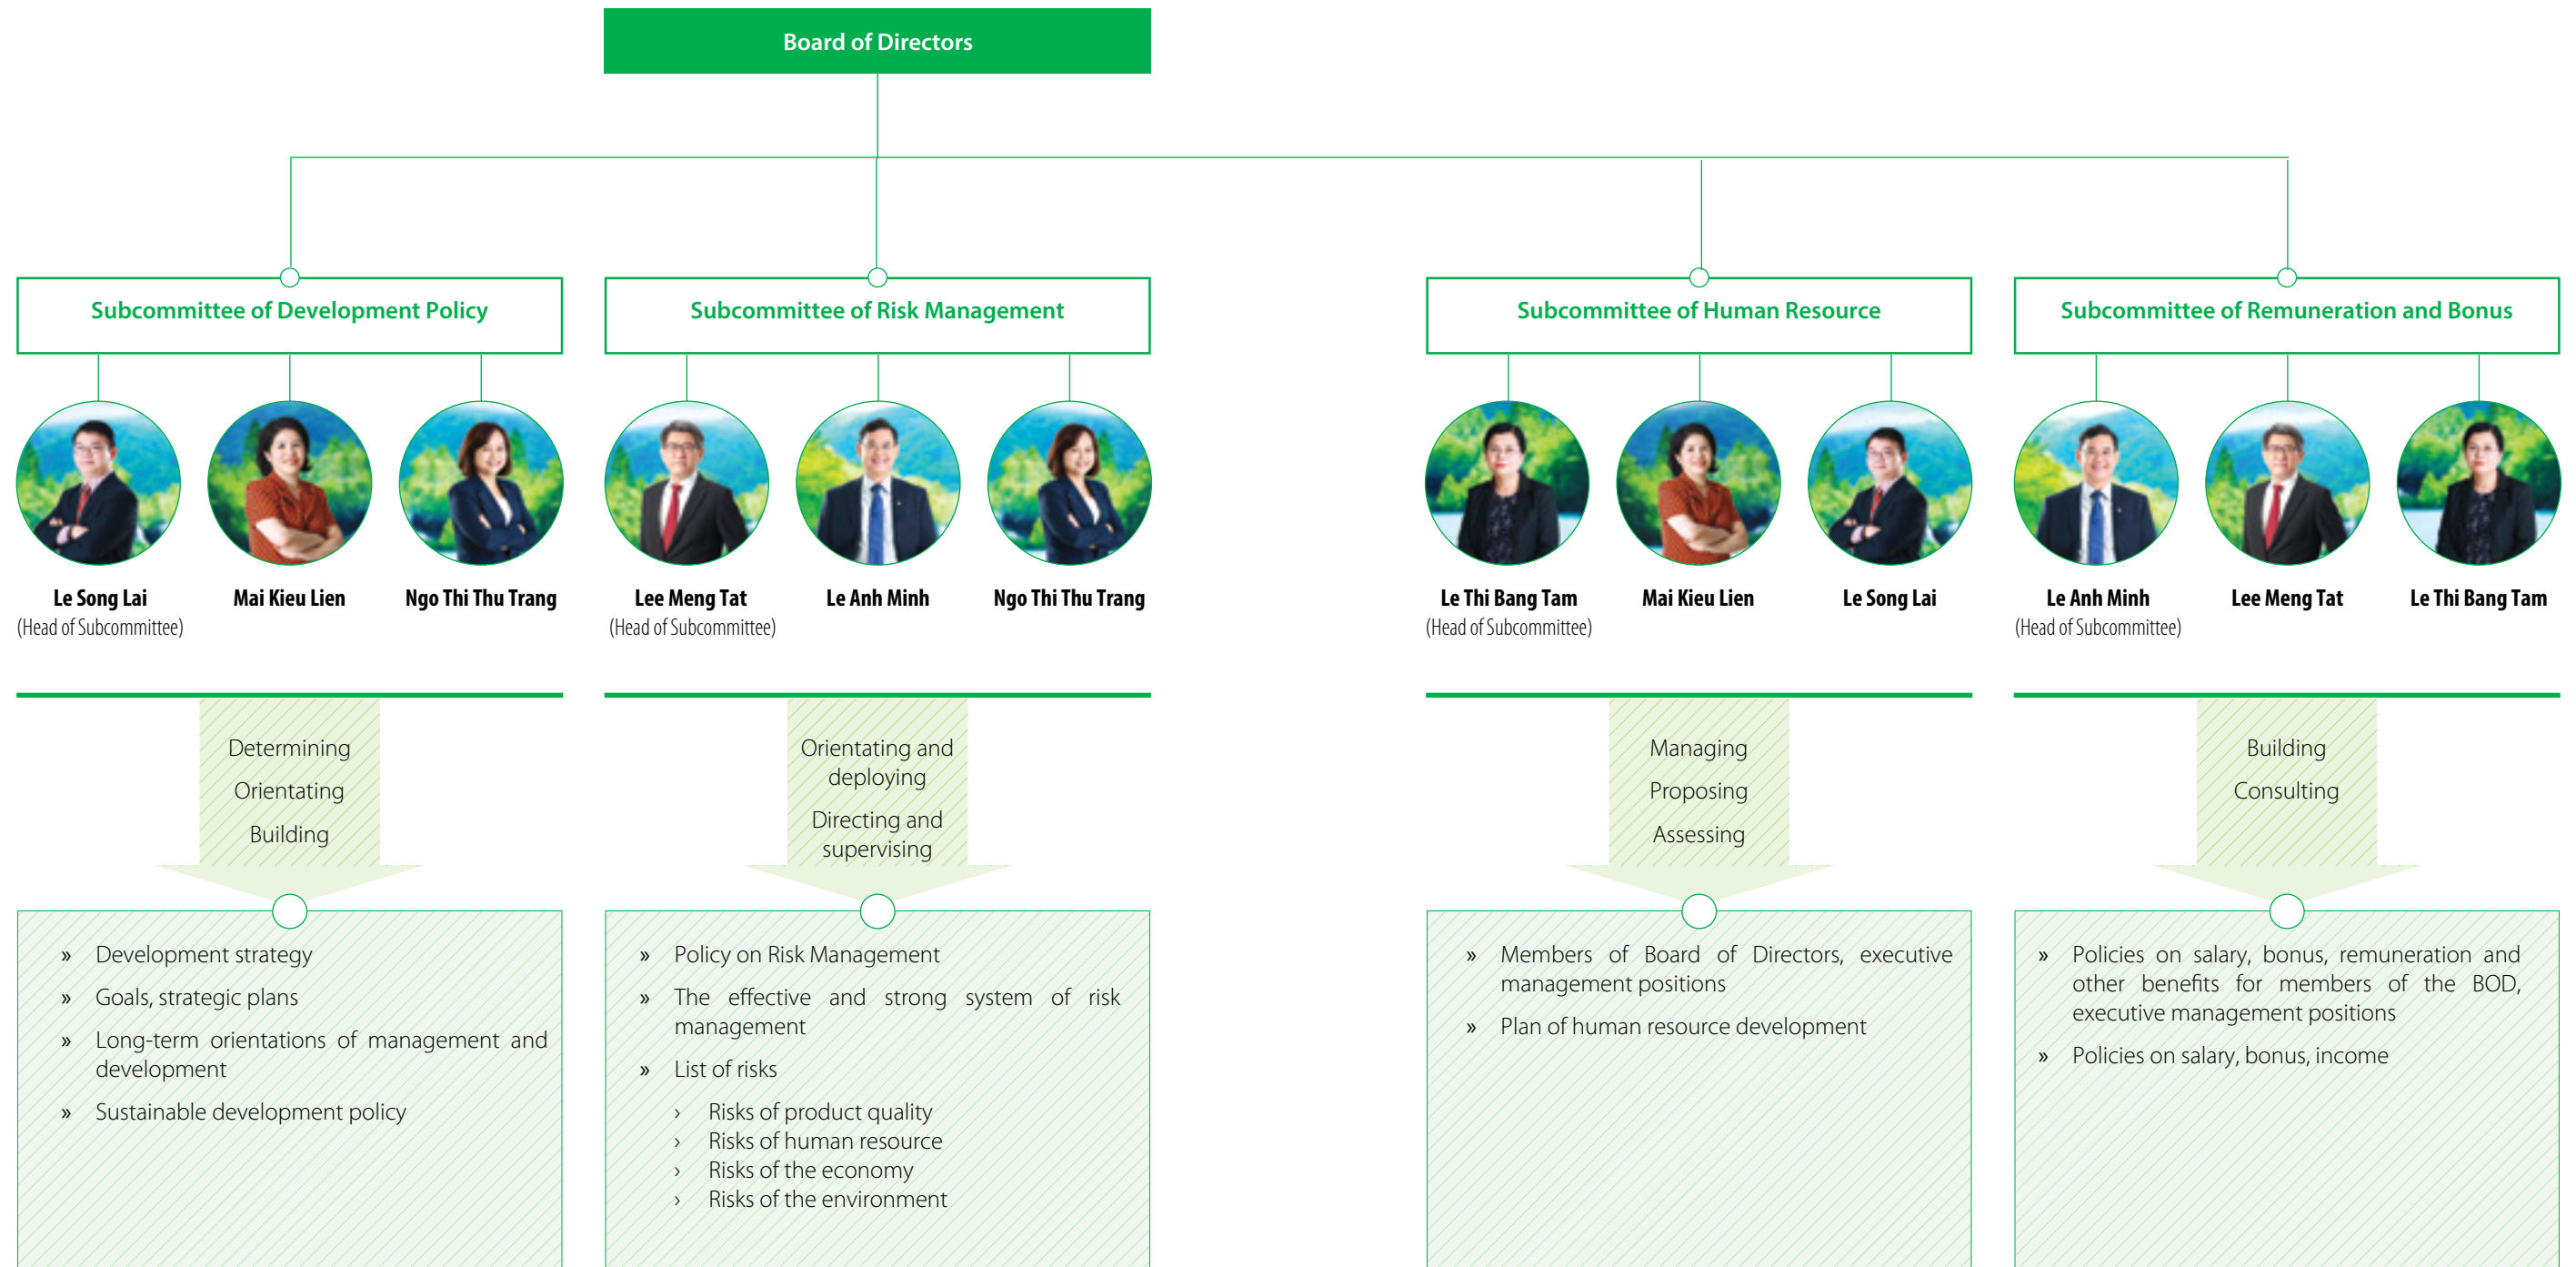 Board of Directors
Subcommittee of Development Policy
Le Song Lai
(Head of Subcommittee)
Mai Kieu Lien
Ngo Thi Thu Trang
Determining
Orientating
Building
» Development strategy
» Goals, strategic plans
» Long-term orientations of management and
development
» Sustainable development policy
Subcommittee of Risk Management
Lee Meng Tat
(Head of Subcommittee)
Le Anh Minh
Ngo Thi Thu Trang
Orientating and
deploying
Directing and
supervising
» Policy on Risk Management
» The effective and strong system of risk
management
» List of risks
› Risks of product quality
› Risks of human resource
› Risks of the economy
› Risks of the environment
Subcommittee of Human Resource
Le Thi Bang Tam
(Head of Subcommittee)
Mai Kieu Lien
Le Song Lai
Managing
Proposing
Assessing
» Members of Board of Directors, executive
management positions
» Plan of human resource development
Subcommittee of Remuneration and Bonus
Le Anh Minh
(Head of Subcommittee)
Lee Meng Tat
Le Thi Bang Tam
Building
Consulting
» Policies on salary, bonus, remuneration and
other benefits for members of the BOD,
executive management positions
» Policies on salary, bonus, income